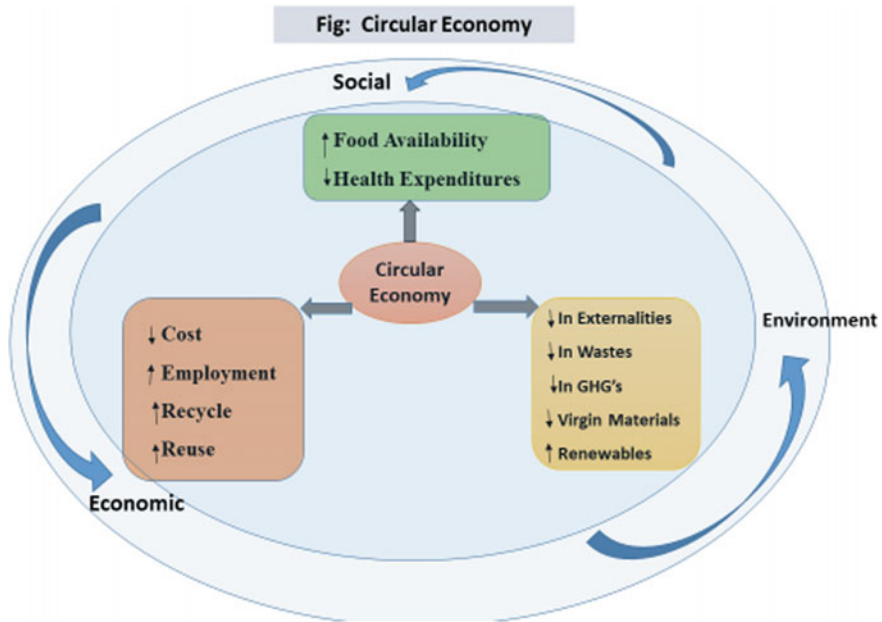 Fig: Circular Economy
Social
↑ Food Availability
↓ Health Expenditures
Circular
Economy
↓ Cost
↑ Employment
↑ Recycle
↑ Reuse
Economic
↓ In Externalities
↓ In Wastes
↓ In GHG's
↓ Virgin Materials
↑ Renewables
Environment